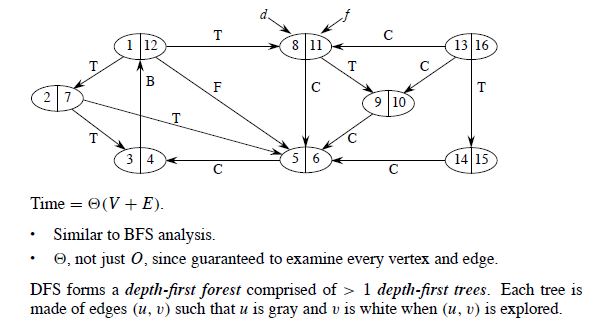 d f
T C
1 12 8 11 13 16
T T C
B F C T
2 7 9 10
T
T C
3 4 5 6 14 15
C C
Time = Θ(V + E).
• Similar to BFS analysis.
• Θ, not just O, since guaranteed to examine every vertex and edge.
DFS forms a depth-first forest comprised of > 1 depth-first trees. Each tree is
made of edges (u, v) such that u is gray and v is white when (u, v) is explored.